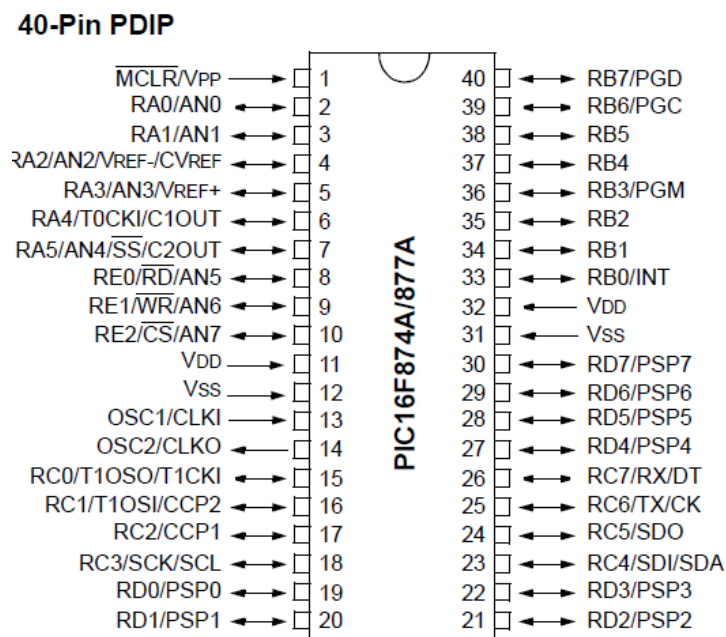 40-Pin PDIP
MCLR/VPP 1 40 RB7/PGD
RA0/AN0 2 39 RB6/PGC
RA1/AN1 3 38 RB5
RA2/AN2/VREF-/CVREF 4 37 RB4
RA3/AN3/VREF+ 5 36 RB3/PGM
RA4/T0CKI/C1OUT 6 35 RB2
RA5/AN4/SS/C2OUT 7 34 RB1
RE0/RD/AN5 8 33 RB0/INT
RE1/WR/AN6 9 32 VDD
RE2/CS/AN7 10 31 VSS
VDD 11 30 RD7/PSP7
VSS 12 29 RD6/PSP6
OSC1/CLKI 13 28 RD5/PSP5
OSC2/CLKO 14 27 RD4/PSP4
RC0/T1OSO/T1CKI 15 26 RC7/RX/DT
RC1/T1OSI/CCP2 16 25 RC6/TX/CK
RC2/CCP1 17 24 RC5/SDO
RC3/SCK/SCL 18 23 RC4/SDI/SDA
RD0/PSP0 19 22 RD3/PSP3
RD1/PSP1 20 21 RD2/PSP2
PIC16F874A/877A